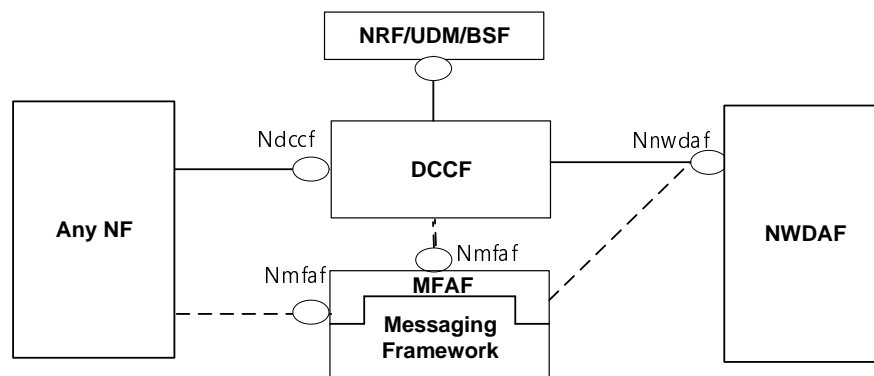 NRF/UDM/BSF
Ndccf
Nnwdaf
DCCF
Any NF
NWDAF
Nmfaf
Nmfaf
MFAF
Messaging
Framework